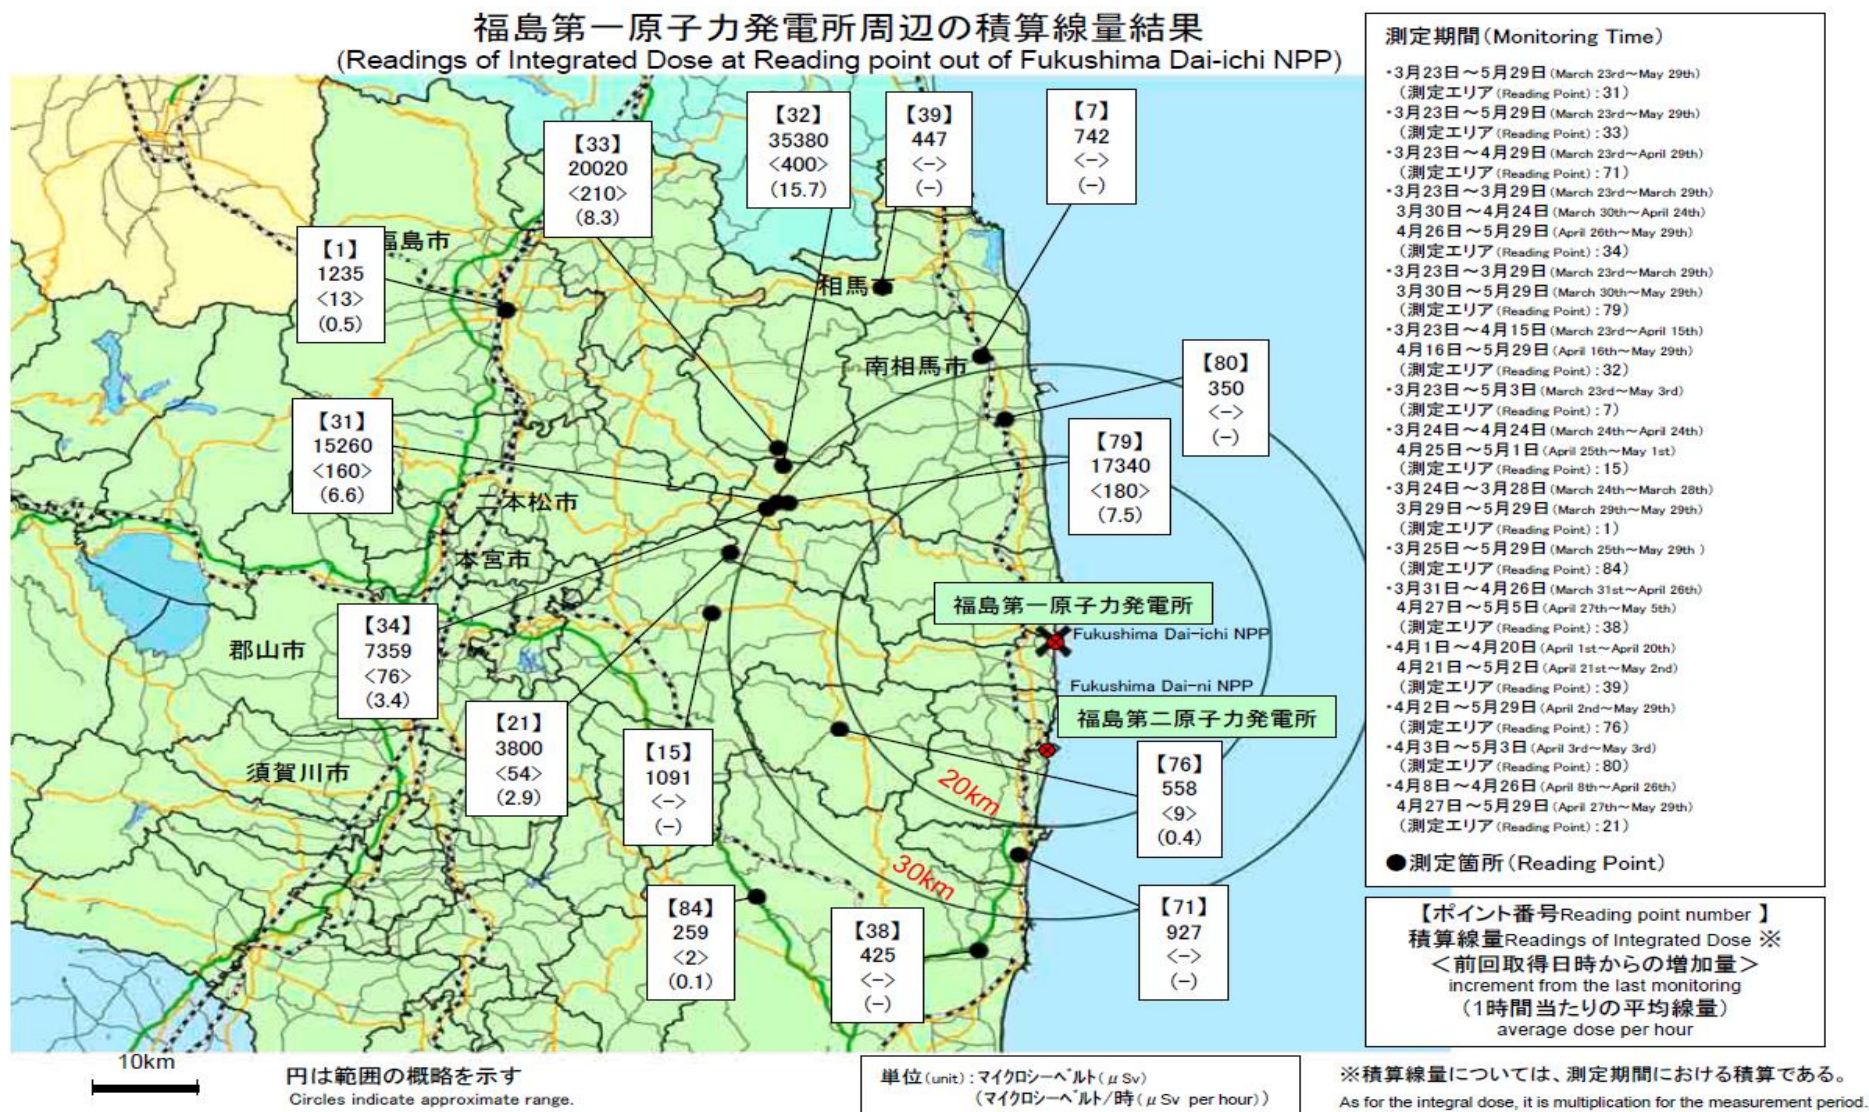 福島第一原子力発電所周辺の積算線量結果
(Readings of Integrated Dose at Reading point out of Fukushima Dai-ichi NPP)
【33】
20020
<210>
(8.3)
【32】
35380
<400>
(15.7)
【39】
447
<->
(-)
【7】
742
<->
(-)
【1】
1235
<13>
(0.5)
福島市
相馬市
南相馬市
【80】
350
<->
(-)
【31】
15260
<160>
(6.6)
【79】
17340
<180>
(7.5)
二本松市
本宮市
福島第一原子力発電所
Fukushima Dai-ichi NPP
【34】
7359
<76>
(3.4)
郡山市
Fukushima Dai-ni NPP
福島第二原子力発電所
【21】
3800
<54>
(2.9)
【15】
1091
<->
(-)
【76】
558
<9>
(0.4)
須賀川市
20km
30km
【84】
259
<2>
(0.1)
【38】
425
<->
(-)
【71】
927
<->
(-)
測定期間(Monitoring Time)
・3月23日～5月29日(March 23rd～May 29th)
(測定エリア(Reading Point):31)
・3月23日～5月29日(March 23rd～May 29th)
(測定エリア(Reading Point):33)
・3月23日～4月29日(March 23rd～April 29th)
(測定エリア(Reading Point):71)
・3月23日～3月29日(March 23rd～March 29th)
3月30日～4月24日(March 30th～April 24th)
4月26日～5月29日(April 26th～May 29th)
(測定エリア(Reading Point):34)
・3月23日～3月29日(March 23rd～March 29th)
3月30日～5月29日(March 30th～May 29th)
(測定エリア(Reading Point):79)
・3月23日～4月15日(March 23rd～April 15th)
4月16日～5月29日(April 16th～May 29th)
(測定エリア(Reading Point):32)
・3月23日～5月3日(March 23rd～May 3rd)
(測定エリア(Reading Point):7)
・3月24日～4月24日(March 24th～April 24th)
4月25日～5月1日(April 25th～May 1st)
(測定エリア(Reading Point):15)
・3月24日～3月28日(March 24th～March 28th)
3月29日～5月29日(March 29th～May 29th)
(測定エリア(Reading Point):1)
・3月25日～5月29日(March 25th～May 29th )
(測定エリア(Reading Point):84)
・3月31日～4月26日(March 31st～April 26th)
4月27日～5月5日(April 27th～May 5th)
(測定エリア(Reading Point):38)
・4月1日～4月20日(April 1st～April 20th)
4月21日～5月2日(April 21st～May 2nd)
(測定エリア(Reading Point):39)
・4月2日～5月29日(April 2nd～May 29th)
(測定エリア(Reading Point):76)
・4月3日～5月3日(April 3rd～May 3rd)
(測定エリア(Reading Point):80)
・4月8日～4月26日(April 8th～April 26th)
4月27日～5月29日(April 27th～May 29th)
(測定エリア(Reading Point):21)
●測定箇所(Reading Point)
【ポイント番号Reading point number 】
積算線量Readings of Integrated Dose ※
＜前回取得日時からの増加量＞
increment from the last monitoring
(1時間当たりの平均線量)
average dose per hour
10km
円は範囲の概略を示す
Circles indicate approximate range.
単位(unit):マイクロシーベルト(μSv)
(マイクロシーベルト/時(μSv per hour))
※積算線量については、測定期間における積算である。
As for the integral dose, it is multiplication for the measurement period.